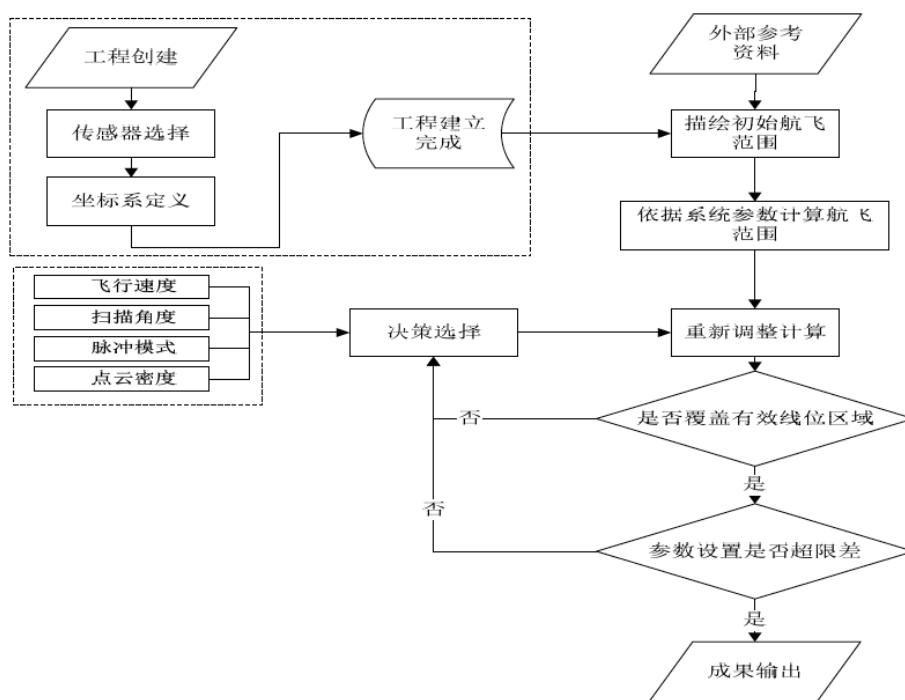 工程创建
传感器选择
坐标系定义
工程建立
完成
外部参考
资料
描绘初始航飞
范围
依据系统参数计算航飞
范围
飞行速度
扫描角度
脉冲模式
点云密度
决策选择
重新调整计算
是否覆盖有效线位区域
否
是
参数设置是否超限差
否
是
成果输出